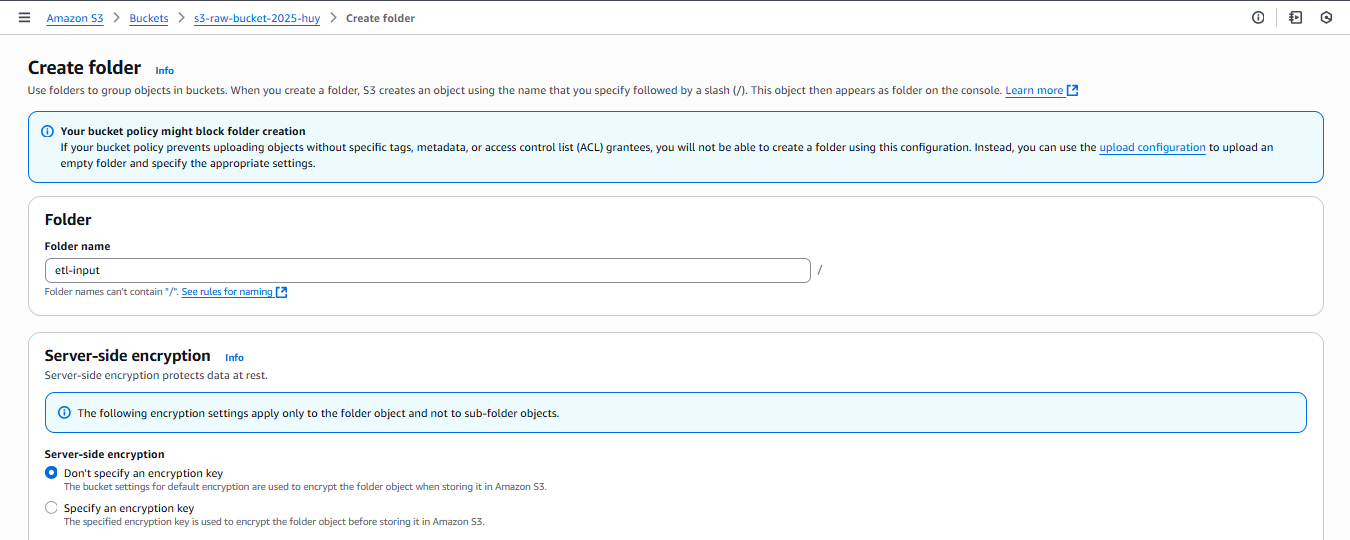 Amazon S3 > Buckets > s3-raw-bucket-2025-huy > Create folder
Create folder Info
Use folders to group objects in buckets. When you create a folder, S3 creates an object using the name that you specify followed by a slash (/). This object then appears as folder on the console. Learn more
Your bucket policy might block folder creation
If your bucket policy prevents uploading objects without specific tags, metadata, or access control list (ACL) grantees, you will not be able to create a folder using this configuration. Instead, you can use the upload configuration to upload an
empty folder and specify the appropriate settings.
Folder
Folder name
etl-input /
Folder names can't contain "/". See rules for naming
Server-side encryption Info
Server-side encryption protects data at rest.
The following encryption settings apply only to the folder object and not to sub-folder objects.
Server-side encryption
Don't specify an encryption key
The bucket settings for default encryption are used to encrypt the folder object when storing it in Amazon S3.
Specify an encryption key
The specified encryption key is used to encrypt the folder object before storing it in Amazon S3.